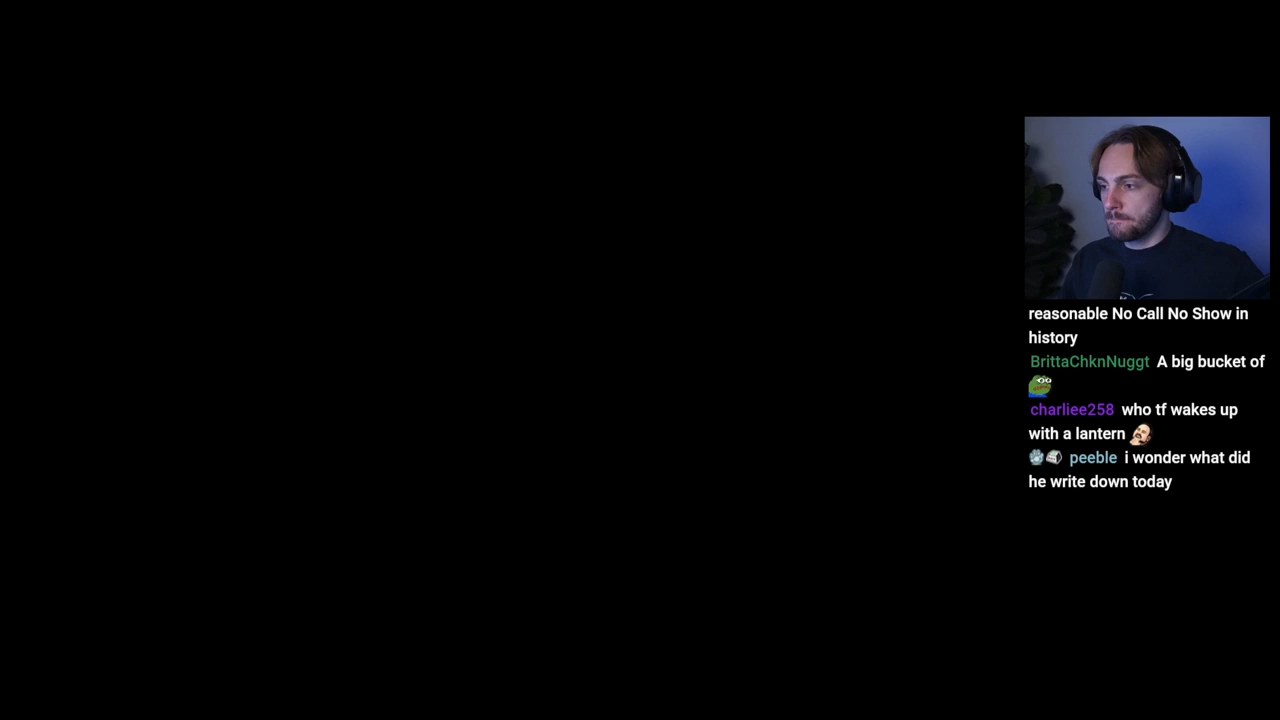 reasonable No Call No Show in
history
BrittaChknNuggt A big bucket of
charliee258 who tf wakes up
with a lantern
peeble i wonder what did
he write down today